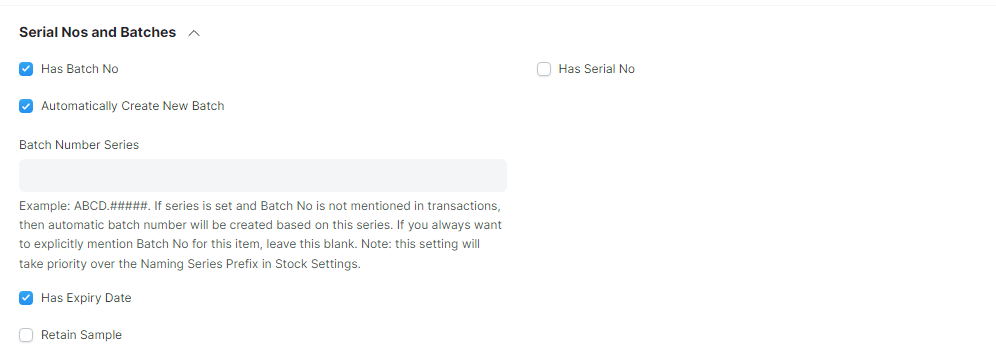 Serial Nos and Batches
Has Batch No
Has Serial No
Automatically Create New Batch
Batch Number Series
Example: ABCD.#####. If series is set and Batch No is not mentioned in transactions,
then automatic batch number will be created based on this series. If you always want
to explicitly mention Batch No for this item, leave this blank. Note: this setting will
take priority over the Naming Series Prefix in Stock Settings.
Has Expiry Date
Retain Sample